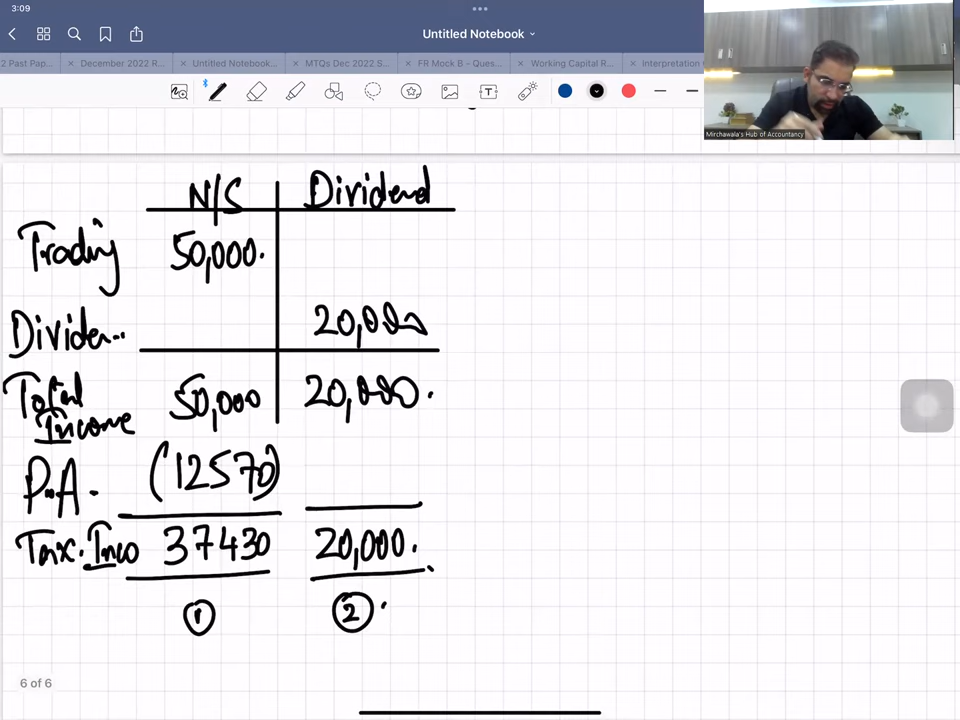 3:09
Untitled Notebook
2 Past Pap...
December 2022 R...
Untitled Notebook...
MTQs Dec 2022 S...
FR Mock B - Ques...
Working Capital R...
Interpretation
Mirchawala's Hub of Accountancy
N/S Dividend
Trading 50,000.
Dividen.. 20,000
Total Income 50,000 20,000.
P.A. (12570)
Tax. Inco 37430 20,000.
1 2
6 of 6